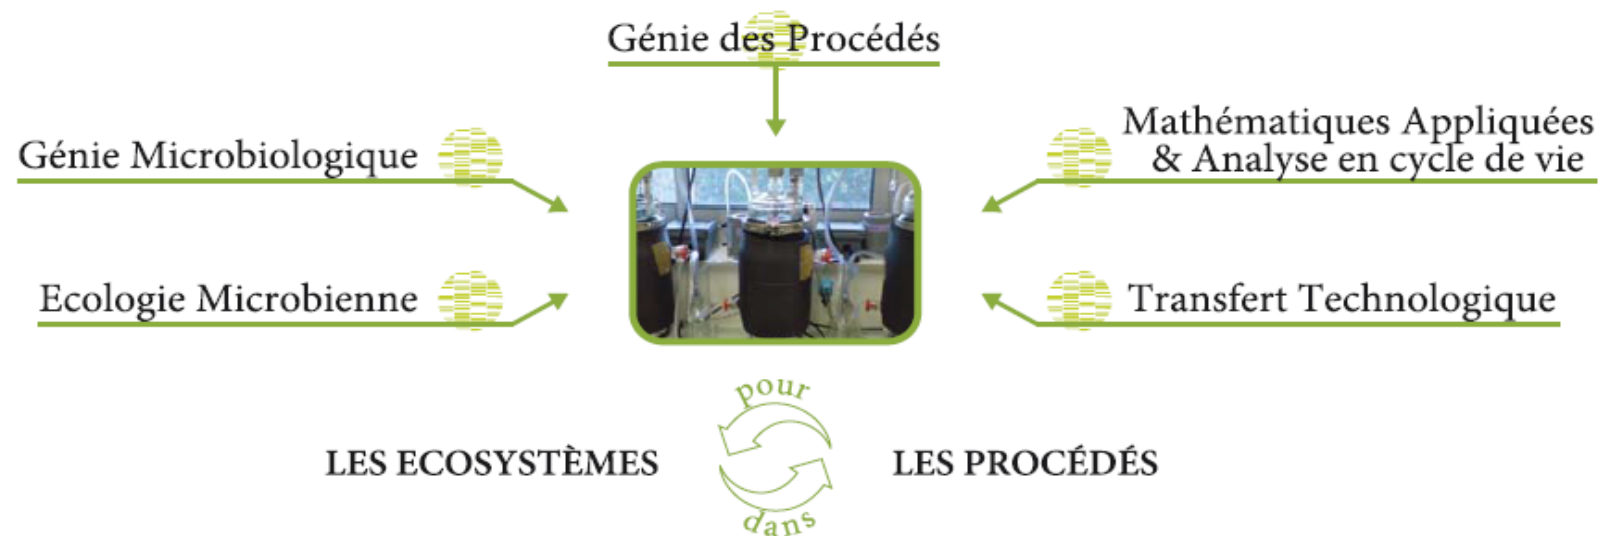 Génie des Procédés
Génie Microbiologique
Mathématiques Appliquées
& Analyse en cycle de vie
Ecologie Microbienne
Transfert Technologique
pour
LES ECOSYSTÈMES
LES PROCÉDÉS
dans